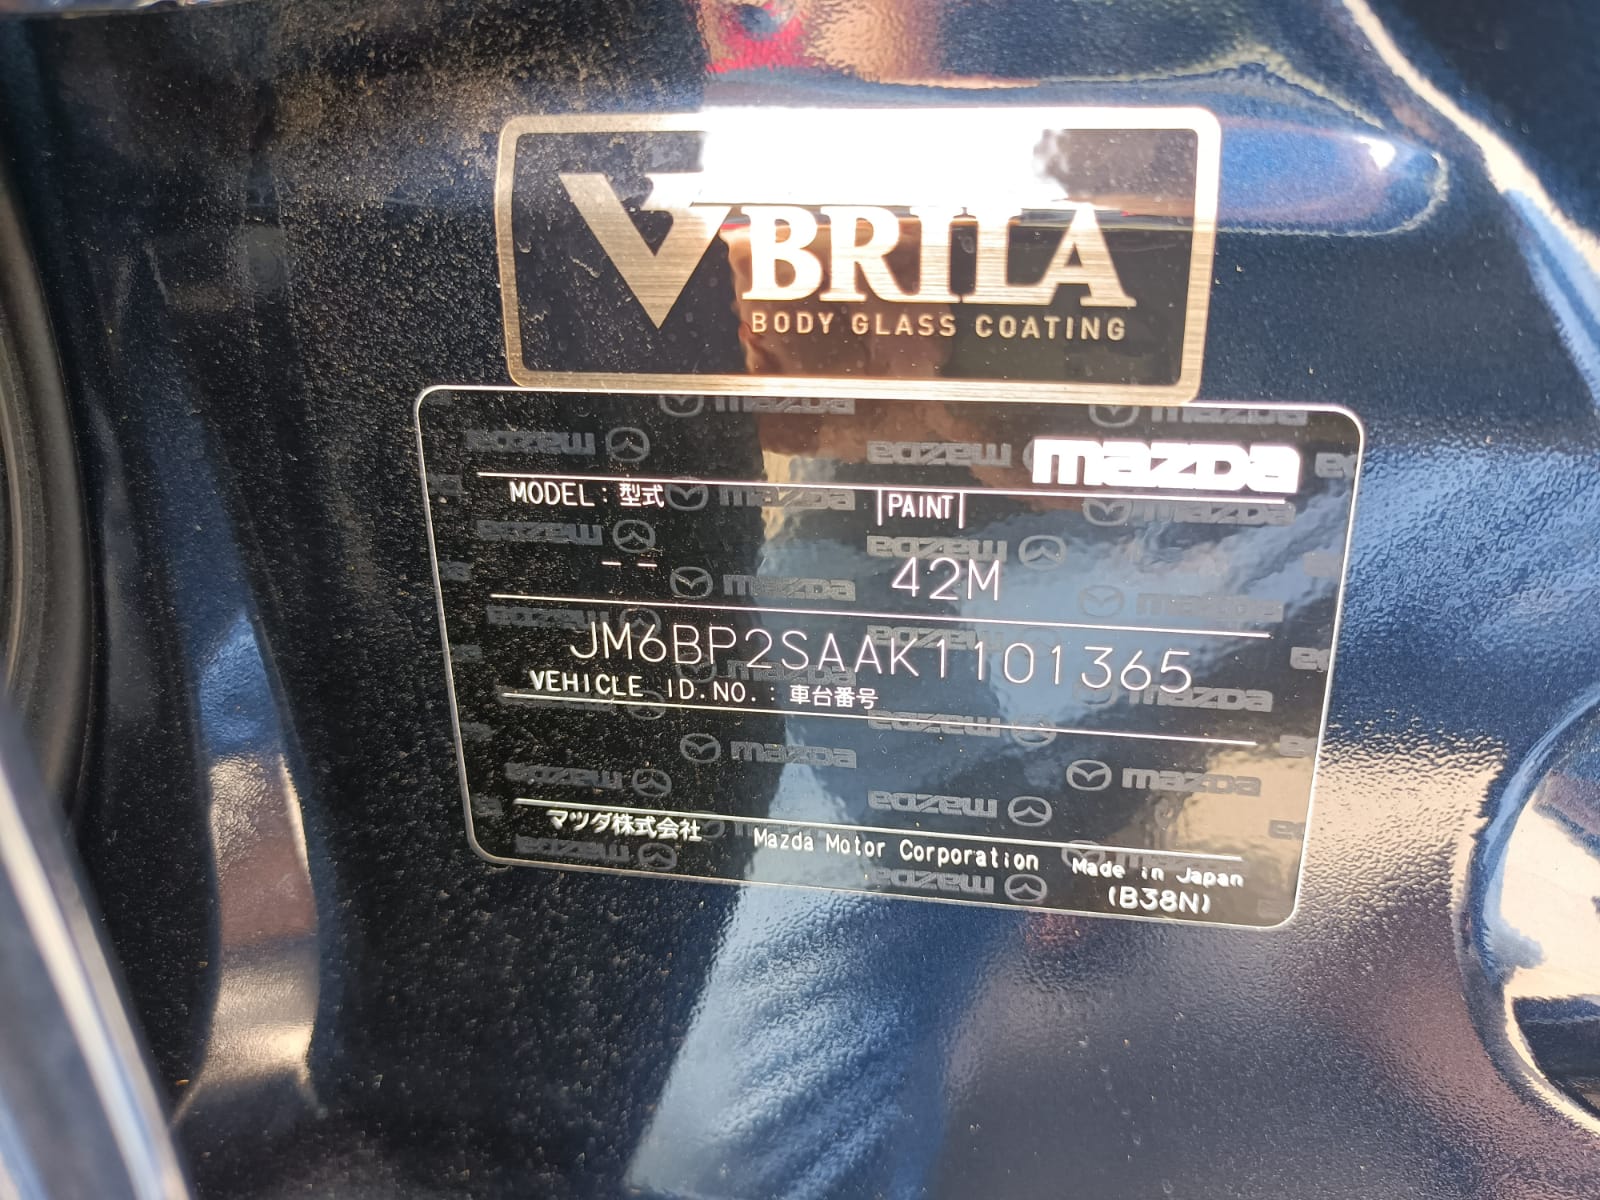 V BRILA
BODY GLASS COATING
mazda
MODEL : 型式
PAINT
-- 42M
JM6BP2SAAK1101365
VEHICLE ID.NO. : 車台番号
マツダ株式会社 Mazda Motor Corporation Made in Japan
(B38N)